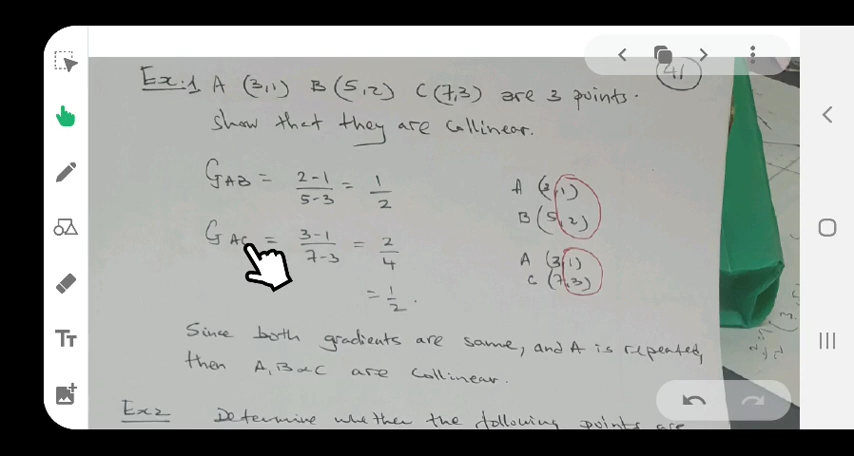 41
Ex:1 A (3,1) B (5,2) C (7,3) are 3 points.
show that they are collinear.
GAB = 2-1/5-3 = 1/2
A (3,1)
B (5,2)
GAC = 3-1/7-3 = 2/4
= 1/2.
A (3,1)
C (7,3)
Since both gradients are same, and A is repeated,
then A, B & C are collinear.
Ex2 Determine whether the following points are
Tт